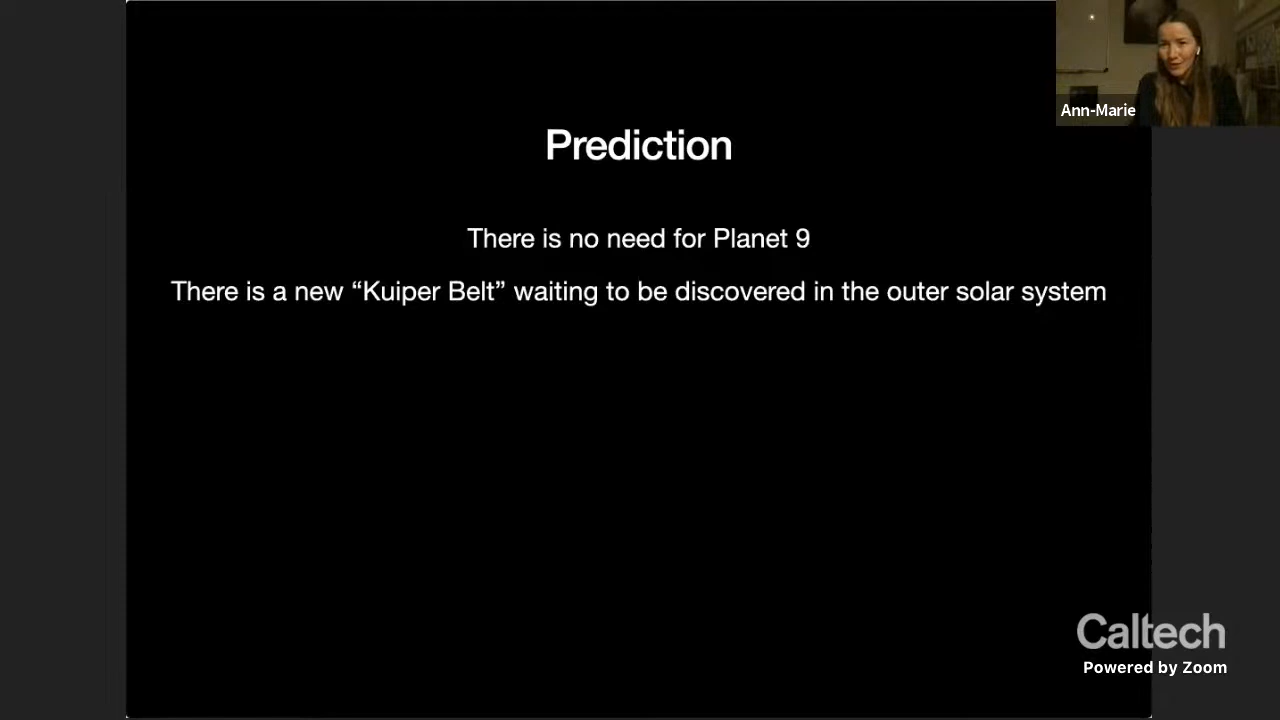 Ann-Marie
Prediction
There is no need for Planet 9
There is a new “Kuiper Belt” waiting to be discovered in the outer solar system
Caltech
Powered by Zoom